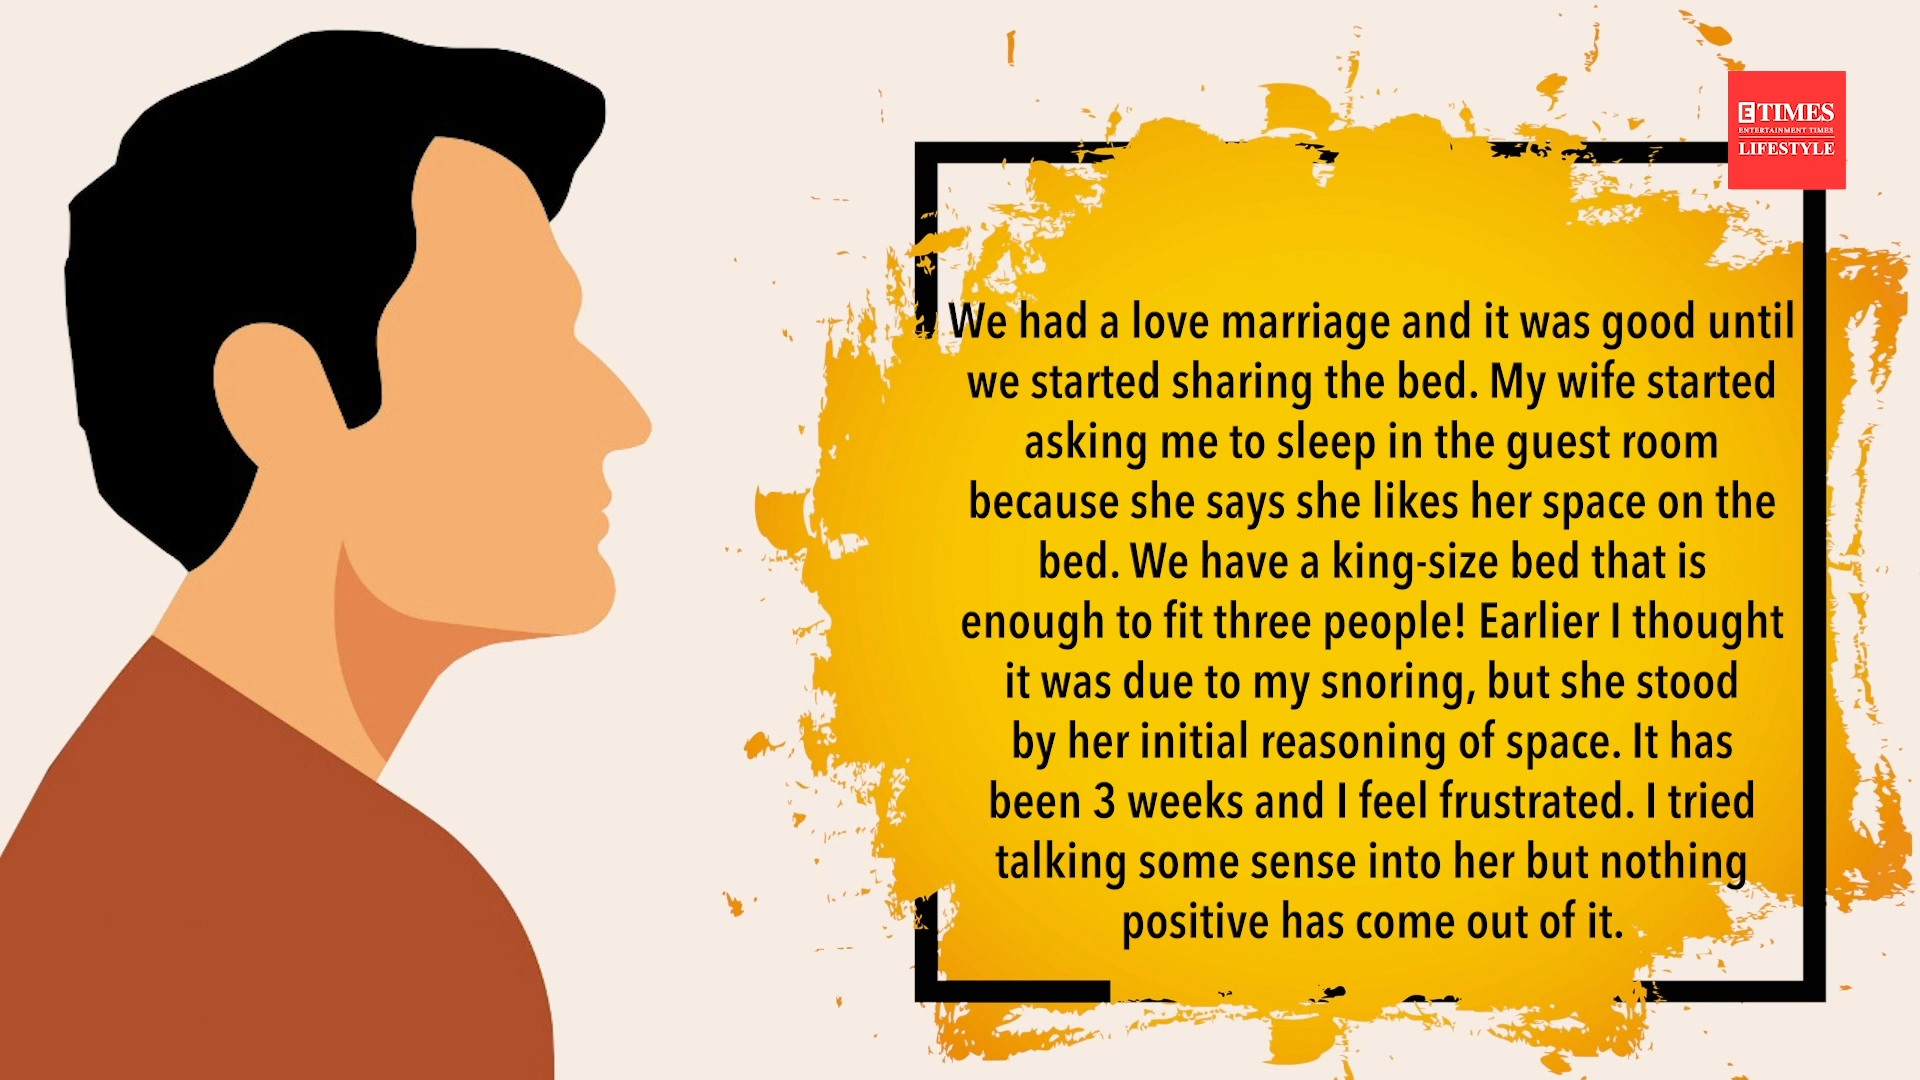 ETIMES
ENTERTAINMENT TIMES
LIFESTYLE
We had a love marriage and it was good until
we started sharing the bed. My wife started
asking me to sleep in the guest room
because she says she likes her space on the
bed. We have a king-size bed that is
enough to fit three people! Earlier I thought
it was due to my snoring, but she stood
by her initial reasoning of space. It has
been 3 weeks and I feel frustrated. I tried
talking some sense into her but nothing
positive has come out of it.